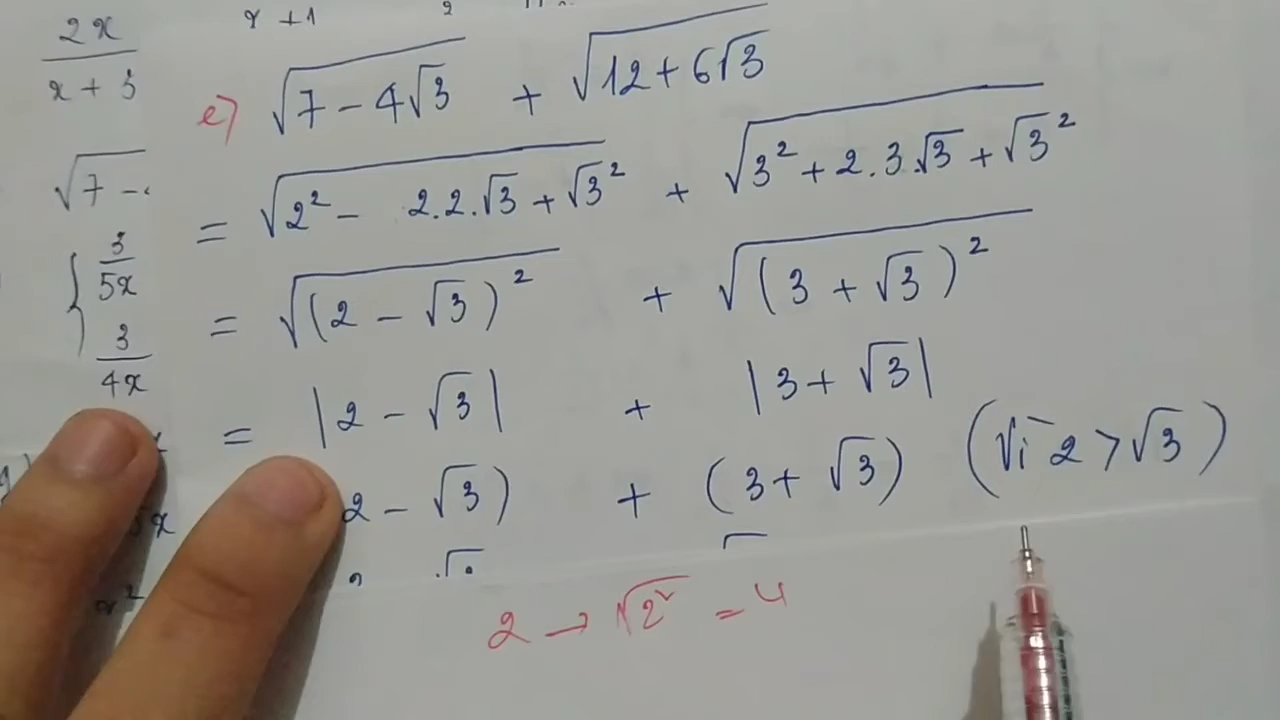 2x/(x + 3)
x + 1
√7 -
{ 3/5x
3/4x
e) √(7 - 4√3) + √(12 + 6√3)
= √(2² - 2.2.√3 + √3²) + √(3² + 2.3.√3 + √3²)
= √((2 - √3)²) + √((3 + √3)²)
= |2 - √3| + |3 + √3|
2 - √3) + (3 + √3) (Vì 2 > √3)
2 → √2² = 4